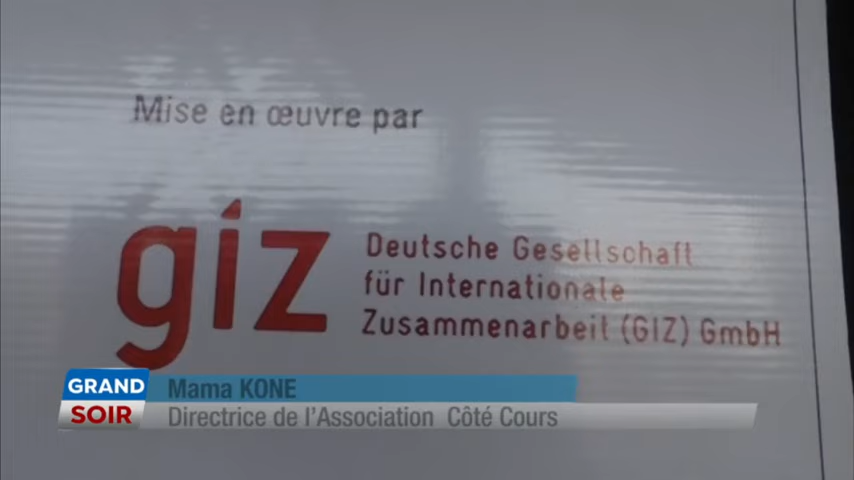 Mise en œuvre par
giz
Deutsche Gesellschaft
für Internationale
Zusammenarbeit (GIZ) GmbH
GRAND
SOIR
Mama KONE
Directrice de l'Association Côté Cours